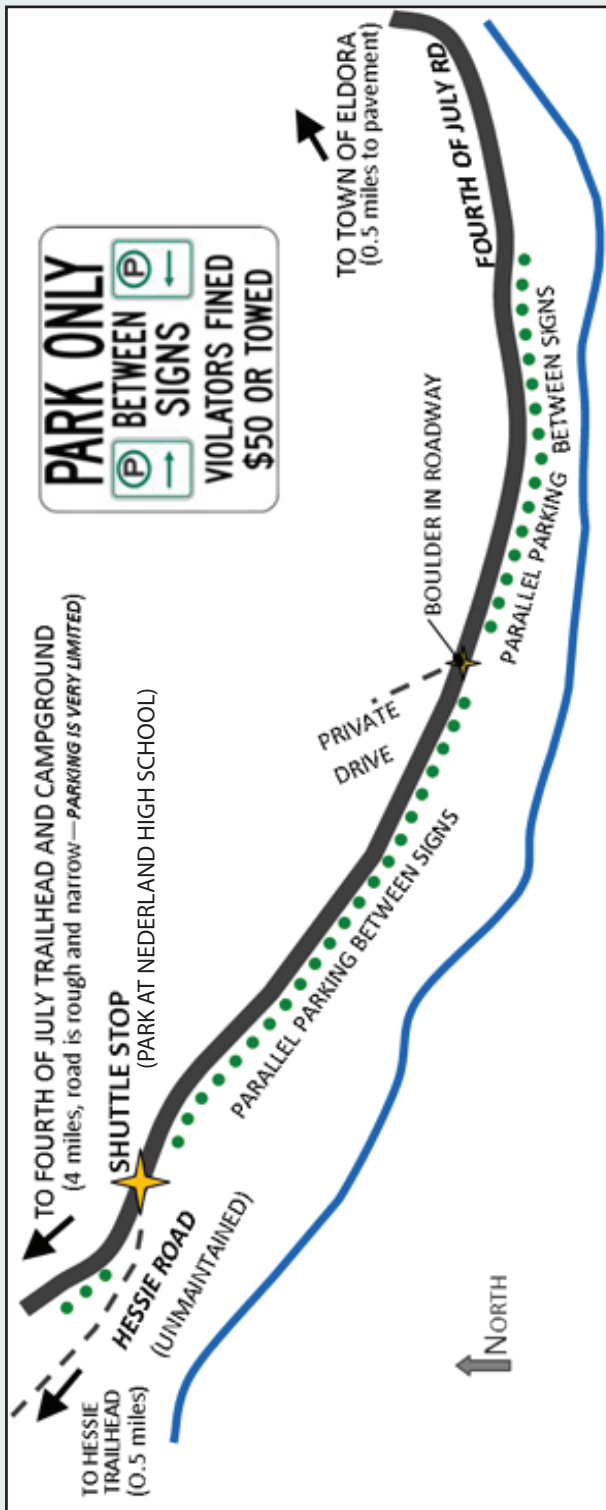 TO FOURTH OF JULY TRAILHEAD AND CAMPGROUND
(4 miles, road is rough and narrow—PARKING IS VERY LIMITED)
SHUTTLE STOP
(PARK AT NEDERLAND HIGH SCHOOL)
PARK ONLY
P BETWEEN P
SIGNS
VIOLATORS FINED
$50 OR TOWED
TO TOWN OF ELDORA
(0.5 miles to pavement)
FOURTH OF JULY RD
TO HESSIE
TRAILHEAD
(0.5 miles)
HESSIE ROAD
(UNMAINTAINED)
PRIVATE
DRIVE
BOULDER IN ROADWAY
PARALLEL PARKING BETWEEN SIGNS
PARALLEL PARKING BETWEEN SIGNS
NORTH